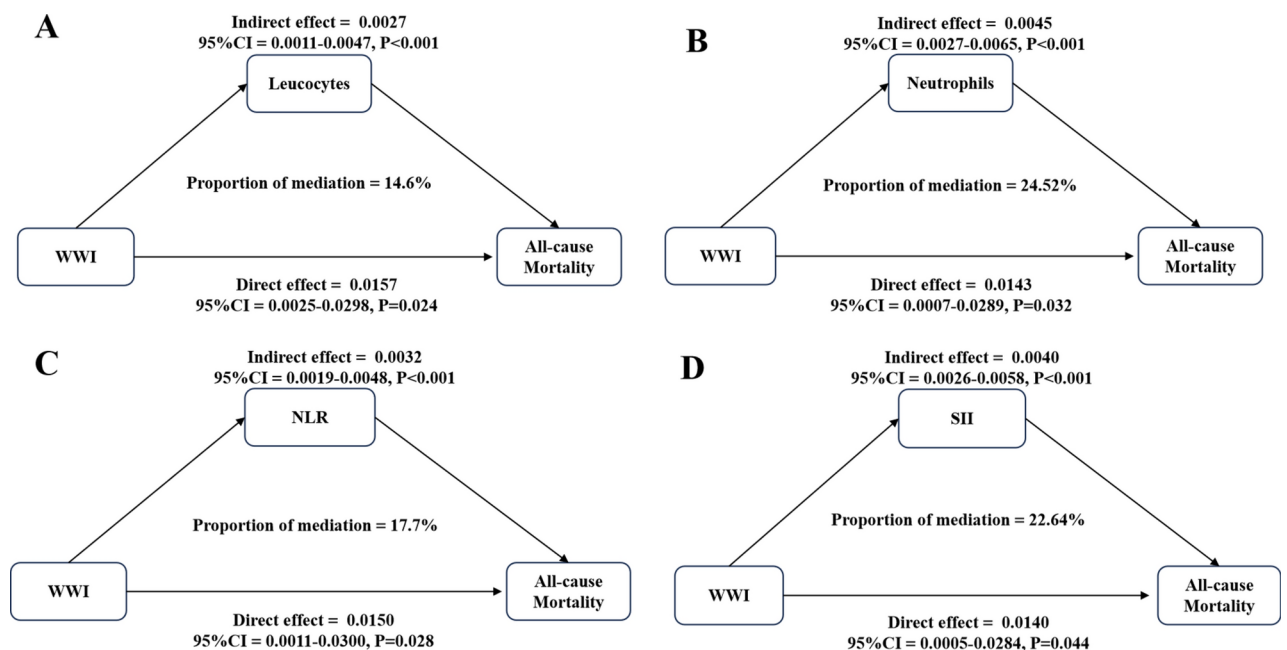 A
Indirect effect = 0.0027
95%CI = 0.0011-0.0047, P<0.001
Leucocytes
Proportion of mediation = 14.6%
WWI
All-cause
Mortality
Direct effect = 0.0157
95%CI = 0.0025-0.0298, P=0.024
B
Indirect effect = 0.0045
95%CI = 0.0027-0.0065, P<0.001
Neutrophils
Proportion of mediation = 24.52%
WWI
All-cause
Mortality
Direct effect = 0.0143
95%CI = 0.0007-0.0289, P=0.032
C
Indirect effect = 0.0032
95%CI = 0.0019-0.0048, P<0.001
NLR
Proportion of mediation = 17.7%
WWI
All-cause
Mortality
Direct effect = 0.0150
95%CI = 0.0011-0.0300, P=0.028
D
Indirect effect = 0.0040
95%CI = 0.0026-0.0058, P<0.001
SII
Proportion of mediation = 22.64%
WWI
All-cause
Mortality
Direct effect = 0.0140
95%CI = 0.0005-0.0284, P=0.044